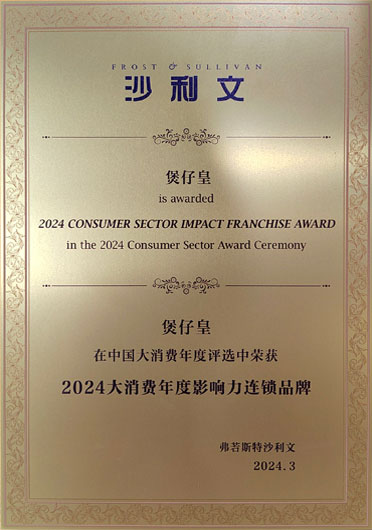 FROST & SULLIVAN
沙利文
煲仔皇
is awarded
2024 CONSUMER SECTOR IMPACT FRANCHISE AWARD
in the 2024 Consumer Sector Award Ceremony
煲仔皇
在中国大消费年度评选中荣获
2024大消费年度影响力连锁品牌
弗若斯特沙利文
2024.3